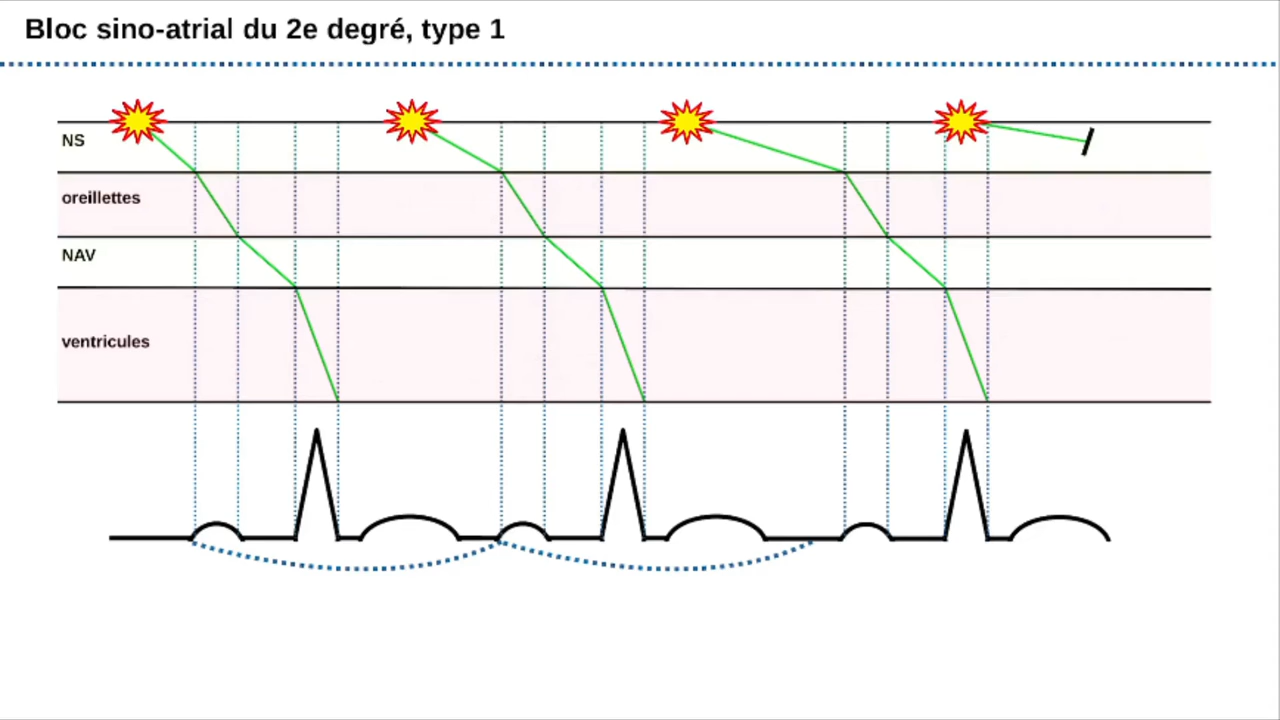 Bloc sino-atrial du 2e degré, type 1
NS
oreillettes
NAV
ventricules